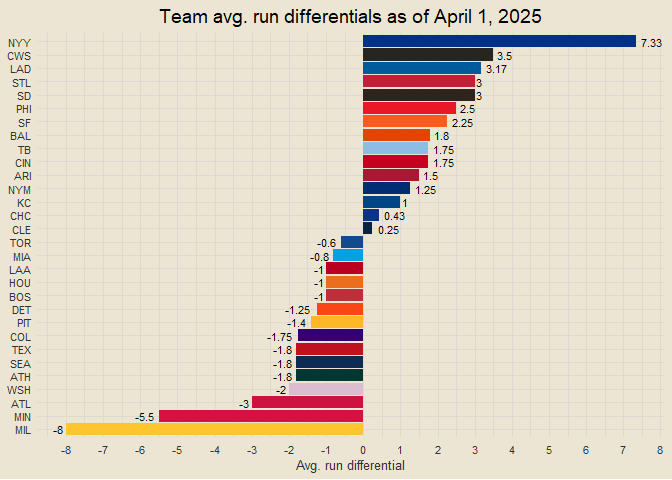 Team avg. run differentials as of April 1, 2025
NYY 7.33
CWS 3.5
LAD 3.17
STL 3
SD 3
PHI 2.5
SF 2.25
BAL 1.8
TB 1.75
CIN 1.75
ARI 1.5
NYM 1.25
KC 1
CHC 0.43
CLE 0.25
TOR -0.6
MIA -0.8
LAA -1
HOU -1
BOS -1
DET -1.25
PIT -1.4
COL -1.75
TEX -1.8
SEA -1.8
ATH -1.8
WSH -2
ATL -3
MIN -5.5
MIL -8
-8 -7 -6 -5 -4 -3 -2 -1 0 1 2 3 4 5 6 7 8
Avg. run differential